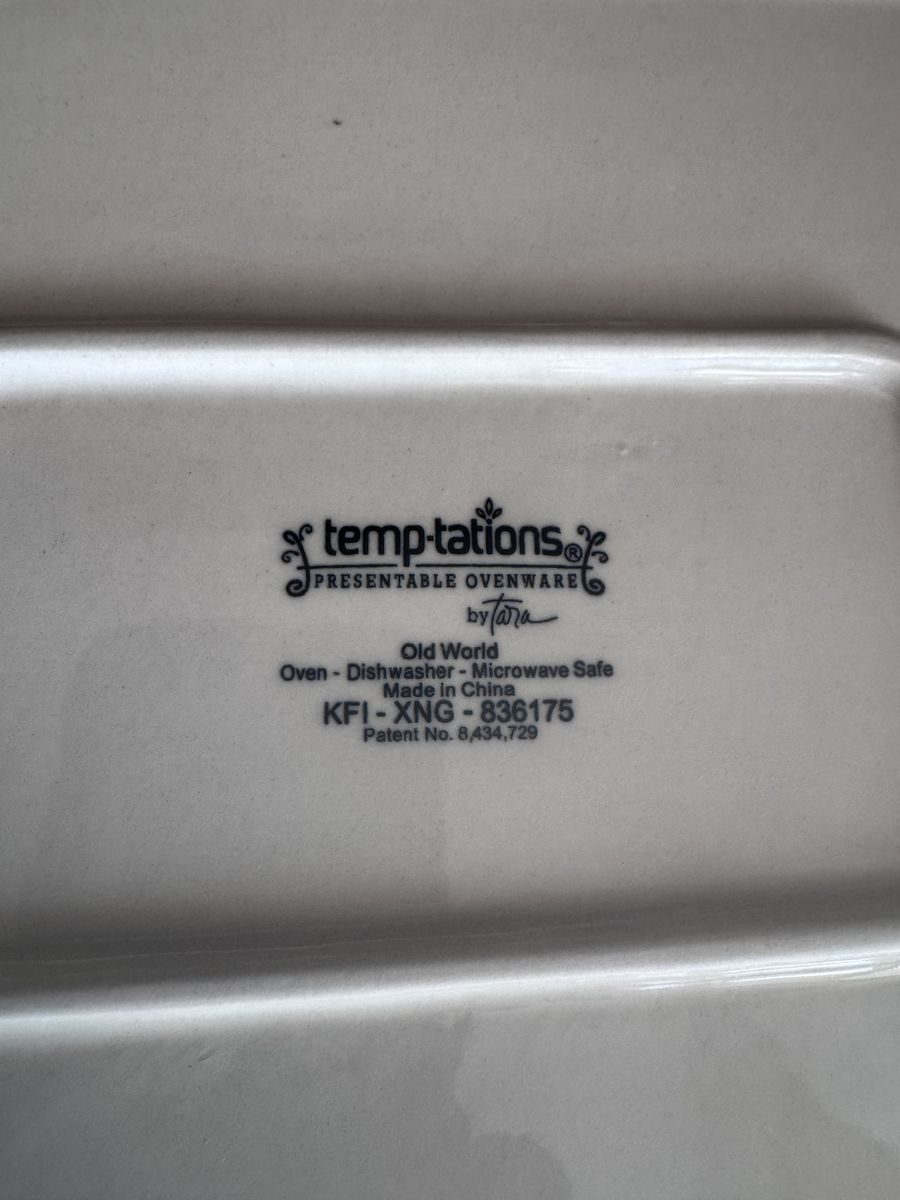 temp-tations®
PRESENTABLE OVENWARE
by Tara
Old World
Oven - Dishwasher - Microwave Safe
Made in China
KFI - XNG - 836175
Patent No. 8,434,729